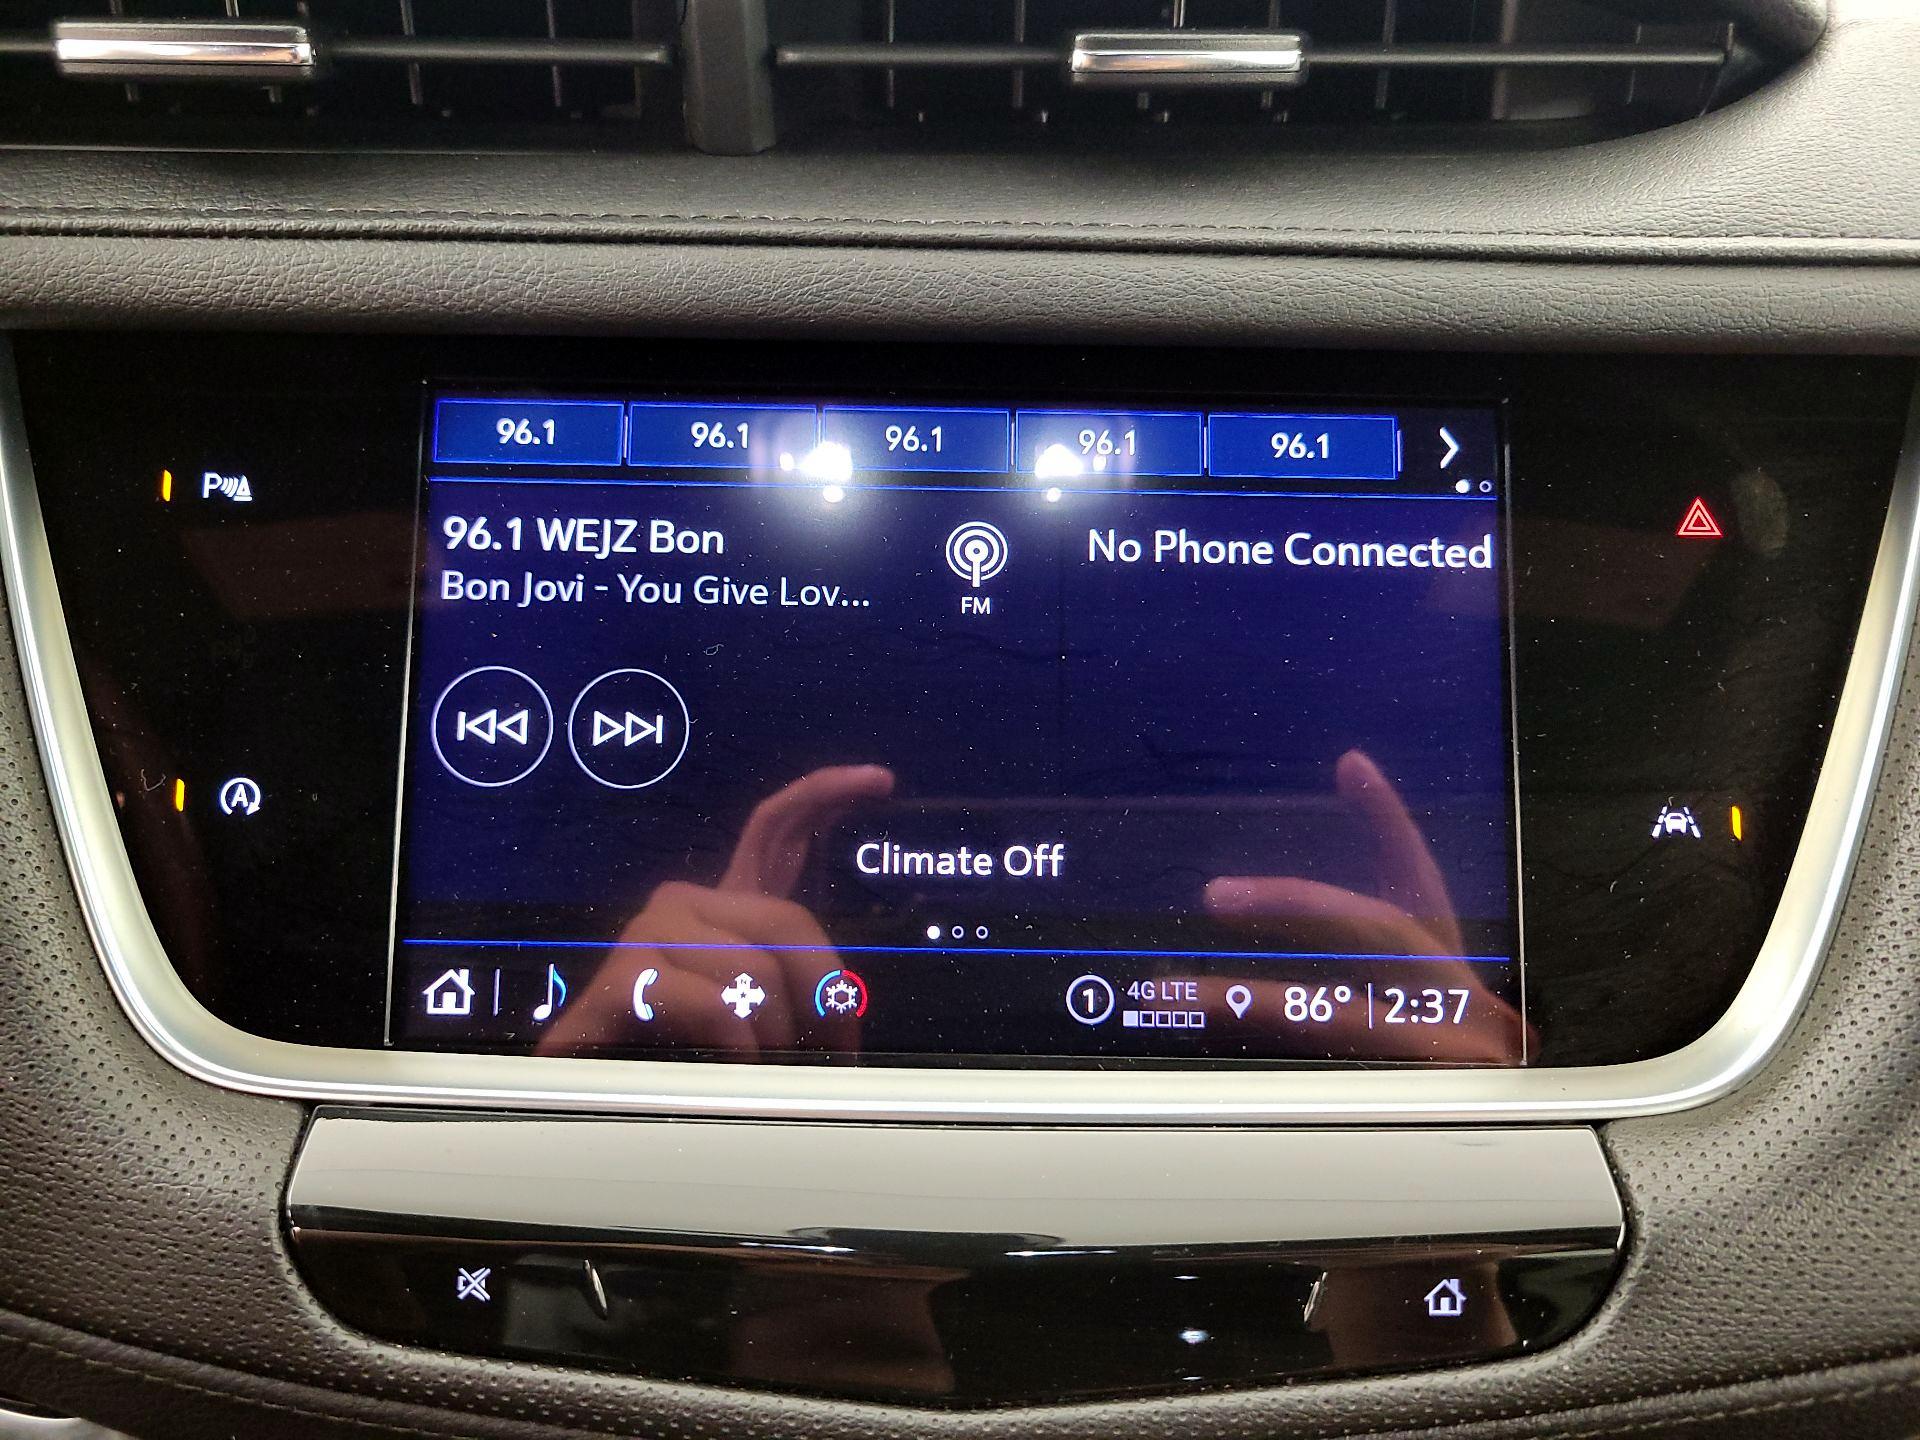 96.1 96.1 96.1 96.1 96.1
96.1 WEJZ Bon
Bon Jovi - You Give Lov...
FM
No Phone Connected
P
A
Climate Off
1 4G LTE 86° 2:37